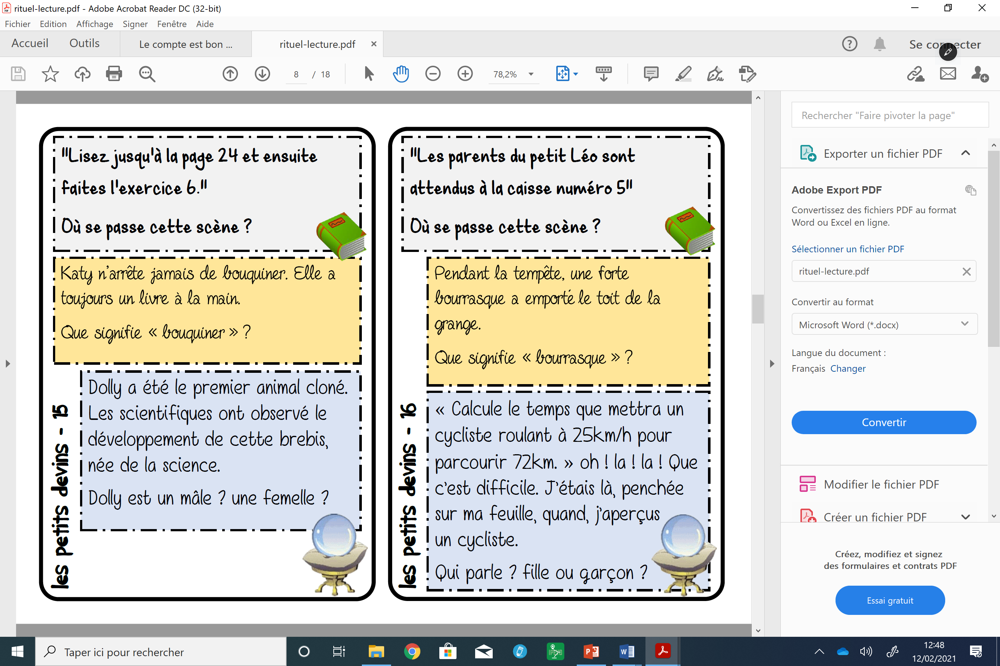 rituel-lecture.pdf - Adobe Acrobat Reader DC (32-bit)
Fichier Edition Affichage Signer Fenêtre Aide
Accueil Outils Le compte est bon ... rituel-lecture.pdf Se connecter
8 / 18 78,2%
"Lisez jusqu'à la page 24 et ensuite
faites l'exercice 6."
Où se passe cette scène ?
Katy n'arrête jamais de bouquiner. Elle a
toujours un livre à la main.
Que signifie « bouquiner » ?
Dolly a été le premier animal cloné.
Les scientifiques ont observé le
développement de cette brebis,
née de la science.
Dolly est un mâle ? une femelle ?
les petits devins - 15
"Les parents du petit Léo sont
attendus à la caisse numéro 5"
Où se passe cette scène ?
Pendant la tempête, une forte
bourrasque a emporté le toit de la
grange.
Que signifie « bourrasque » ?
« Calcule le temps que mettra un
cycliste roulant à 25km/h pour
parcourir 72km. » oh ! la ! la ! Que
c'est difficile. J'étais là, penchée
sur ma feuille, quand, j'aperçus
un cycliste.
Qui parle ? fille ou garçon ?
les petits devins - 16
Rechercher "Faire pivoter la page"
Exporter un fichier PDF
Adobe Export PDF
Convertissez des fichiers PDF au format
Word ou Excel en ligne.
Sélectionner un fichier PDF
rituel-lecture.pdf
Convertir au format
Microsoft Word (*.docx)
Langue du document :
Français Changer
Convertir
Modifier le fichier PDF
Créer un fichier PDF
Créez, modifiez et signez
des formulaires et contrats PDF
Essai gratuit
Taper ici pour rechercher
IPEVO
12:48
12/02/2021